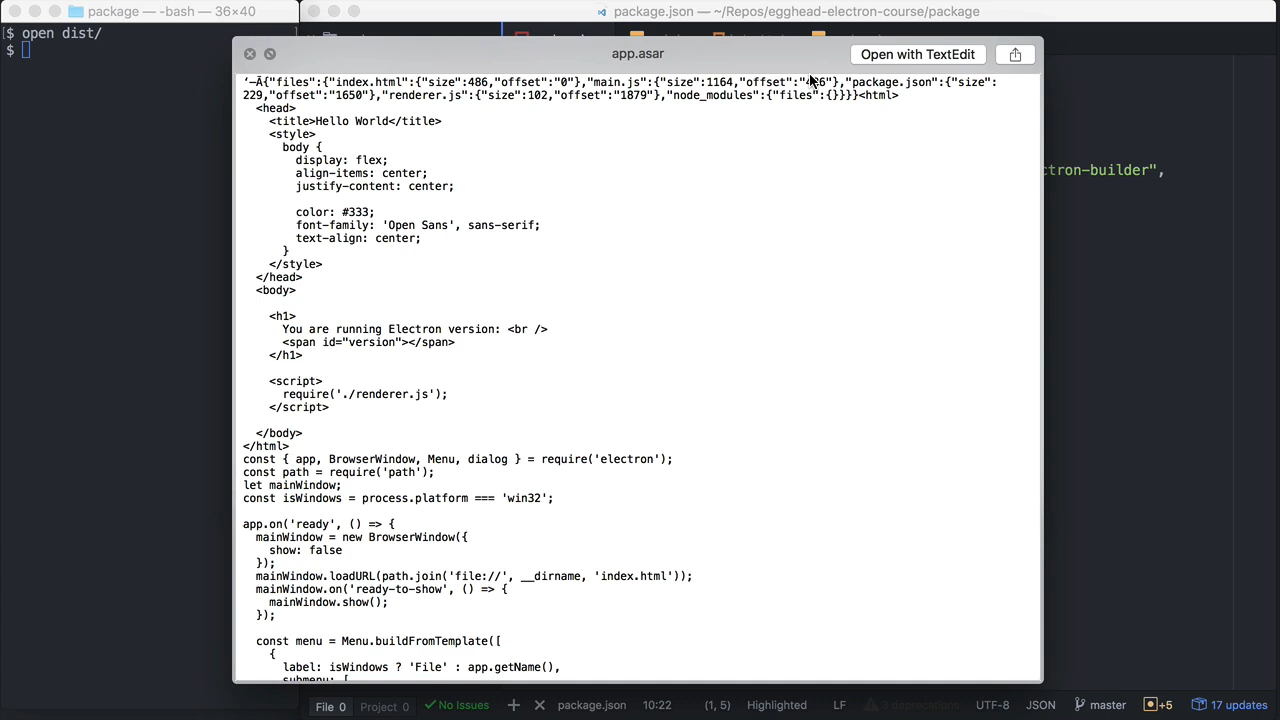 package — -bash — 36×40
package.json — ~/Repos/egghead-electron-course/package
[$ open dist/
$
app.asar
Open with TextEdit
{"files":{"index.html":{"size":486,"offset":"0"},"main.js":{"size":1164,"offset":"486"},"package.json":{"size":
229,"offset":"1650"},"renderer.js":{"size":102,"offset":"1879"},"node_modules":{"files":{}}}}<html>
<head>
<title>Hello World</title>
<style>
body {
display: flex;
align-items: center;
justify-content: center;
color: #333;
font-family: 'Open Sans', sans-serif;
text-align: center;
}
</style>
</head>
<body>
<h1>
You are running Electron version: <br />
<span id="version"></span>
</h1>
<script>
require('./renderer.js');
</script>
</body>
</html>
const { app, BrowserWindow, Menu, dialog } = require('electron');
const path = require('path');
let mainWindow;
const isWindows = process.platform === 'win32';
app.on('ready', () => {
mainWindow = new BrowserWindow({
show: false
});
mainWindow.loadURL(path.join('file://', __dirname, 'index.html'));
mainWindow.on('ready-to-show', () => {
mainWindow.show();
});
const menu = Menu.buildFromTemplate([
{
label: isWindows ? 'File' : app.getName(),
submenu: [
ctron-builder",
File 0 Project 0 No Issues package.json 10:22 (1, 5) Highlighted LF 3 deprecations UTF-8 JSON master +5 17 updates